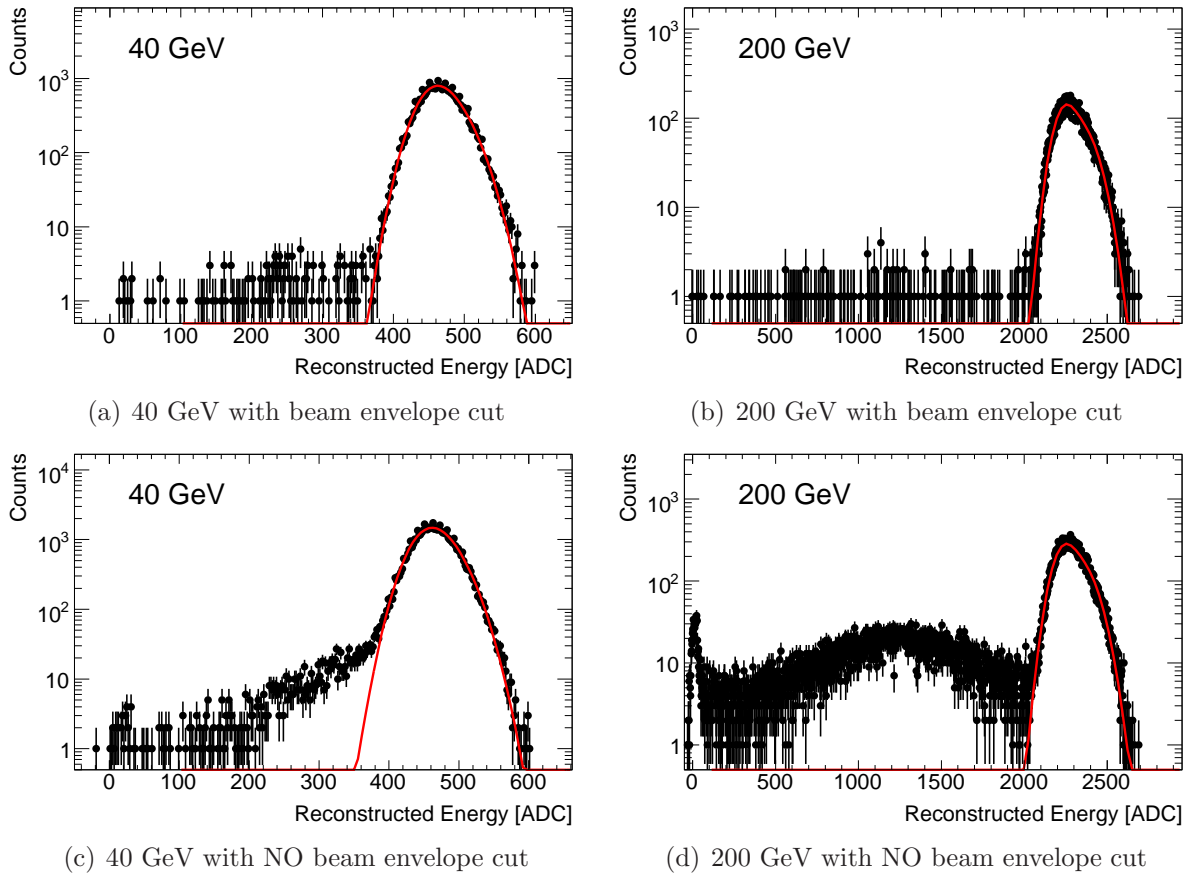 Counts
40 GeV
10³
10²
10
1
0 100 200 300 400 500 600
Reconstructed Energy [ADC]
(a) 40 GeV with beam envelope cut
Counts
200 GeV
10³
10²
10
1
0 500 1000 1500 2000 2500
Reconstructed Energy [ADC]
(b) 200 GeV with beam envelope cut
Counts
40 GeV
10⁴
10³
10²
10
1
0 100 200 300 400 500 600
Reconstructed Energy [ADC]
(c) 40 GeV with NO beam envelope cut
Counts
200 GeV
10³
10²
10
1
0 500 1000 1500 2000 2500
Reconstructed Energy [ADC]
(d) 200 GeV with NO beam envelope cut